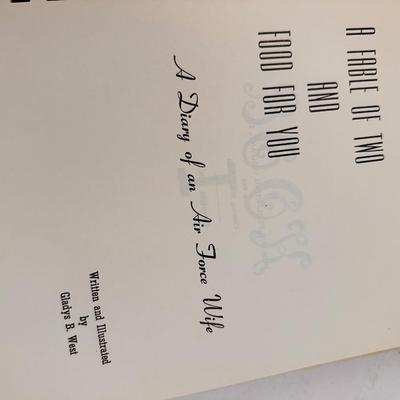 A FABLE OF TWO
AND
FOOD FOR YOU
A Diary of an Air Force Wife
Written and Illustrated
by
Gladys B. West